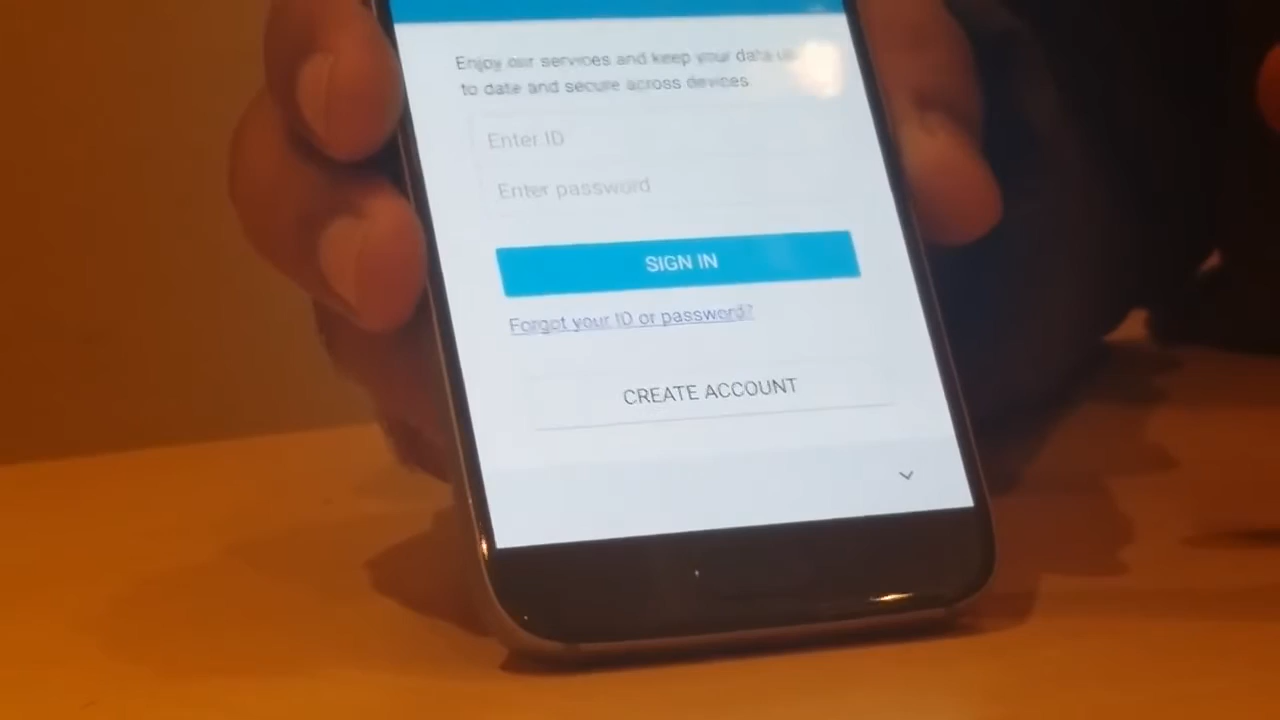 Enjoy our services and keep your data up
to date and secure across devices
Enter ID
Enter password
SIGN IN
Forgot your ID or password?
CREATE ACCOUNT